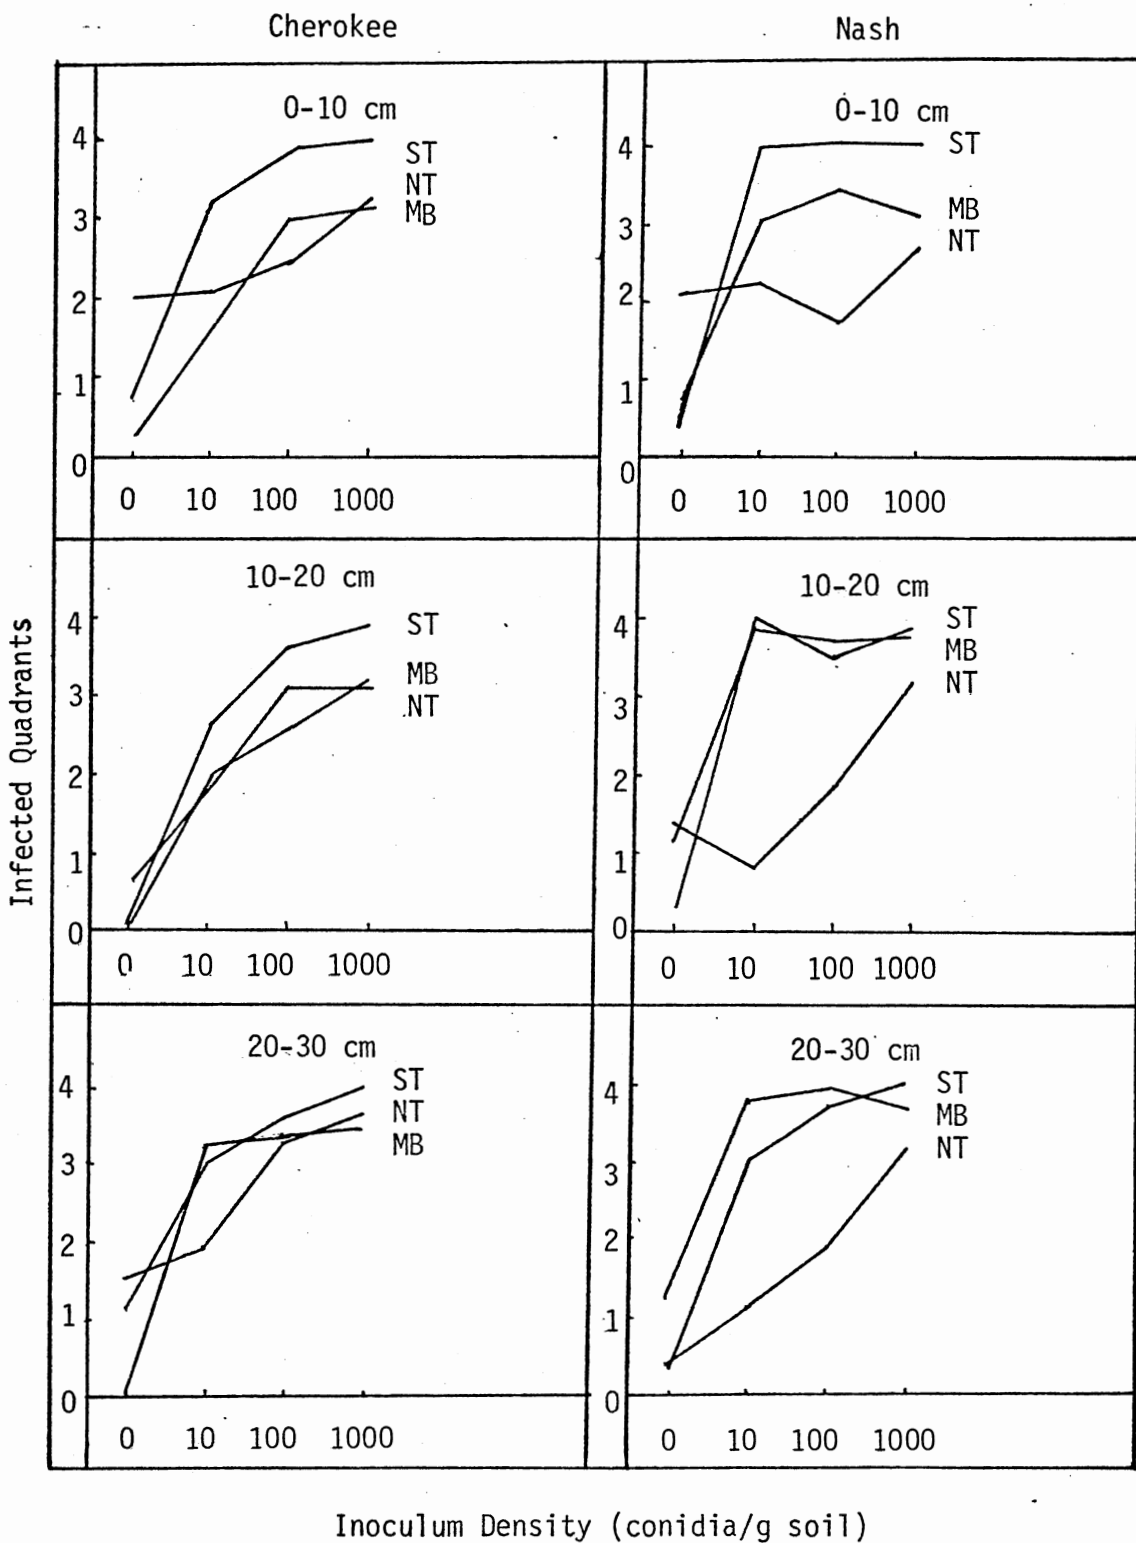 Cherokee
Nash
Infected Quadrants
0-10 cm
4
3
2
1
0
ST
NT
MB
0 10 100 1000
0-10 cm
4
3
2
1
0
ST
MB
NT
0 10 100 1000
10-20 cm
4
3
2
1
0
ST
MB
NT
0 10 100 1000
10-20 cm
4
3
2
1
0
ST
MB
NT
0 10 100 1000
20-30 cm
4
3
2
1
0
ST
NT
MB
0 10 100 1000
20-30 cm
4
3
2
1
0
ST
MB
NT
0 10 100 1000
Inoculum Density (conidia/g soil)